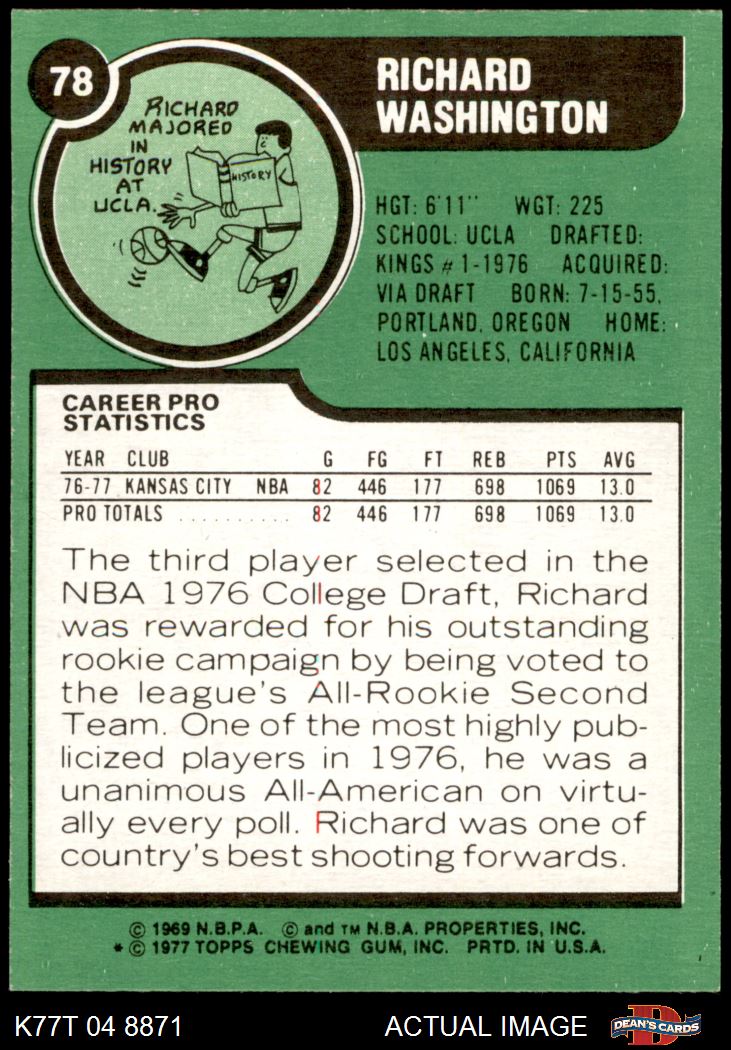 78
RICHARD
MAJORED
IN
HISTORY
AT
UCLA.
HISTORY
RICHARD
WASHINGTON
HGT: 6'11" WGT: 225
SCHOOL: UCLA DRAFTED:
KINGS # 1-1976 ACQUIRED:
VIA DRAFT BORN: 7-15-55,
PORTLAND, OREGON HOME:
LOS ANGELES, CALIFORNIA
CAREER PRO
STATISTICS
YEAR CLUB G FG FT REB PTS AVG
76-77 KANSAS CITY NBA 82 446 177 698 1069 13.0
PRO TOTALS .......... 82 446 177 698 1069 13.0
The third player selected in the
NBA 1976 College Draft, Richard
was rewarded for his outstanding
rookie campaign by being voted to
the league's All-Rookie Second
Team. One of the most highly pub-
licized players in 1976, he was a
unanimous All-American on virtu-
ally every poll. Richard was one of
country's best shooting forwards.
© 1969 N.B.P.A. © and TM N.B.A. PROPERTIES, INC.
* © 1977 TOPPS CHEWING GUM, INC. PRTD. IN U.S.A.
K77T 04 8871 ACTUAL IMAGE
D
DEAN'S CARDS